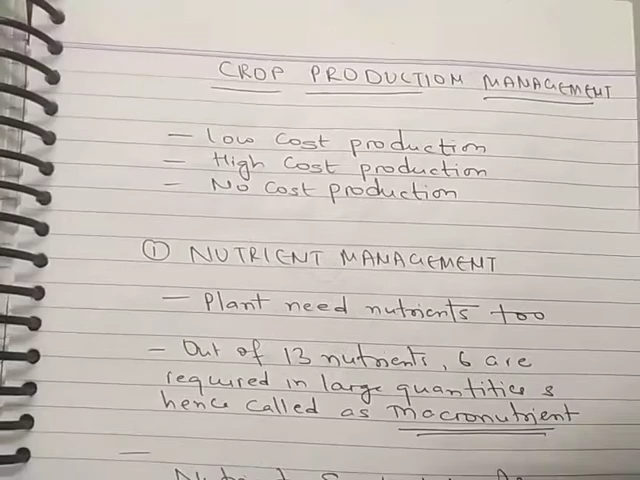 CROP PRODUCTION MANAGEMENT
- Low cost production
- High cost production
- No cost production
① NUTRIENT MANAGEMENT
- Plant need nutrients too
- Out of 13 nutrients, 6 are
required in large quantities &
hence called as macronutrient
-